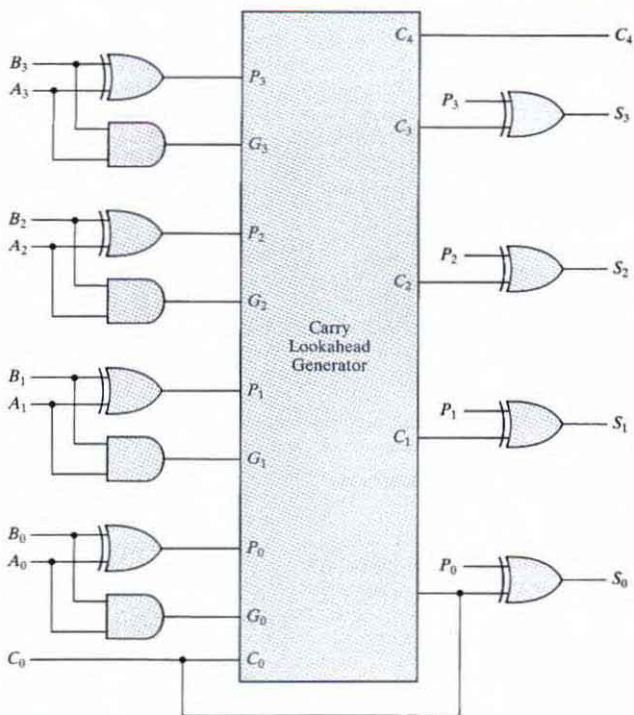 C₄
C₄
B₃
A₃
P₃
G₃
P₃
C₃
S₃
B₂
A₂
P₂
G₂
P₂
C₂
S₂
Carry
Lookahead
Generator
B₁
A₁
P₁
G₁
P₁
C₁
S₁
B₀
A₀
P₀
G₀
P₀
S₀
C₀
C₀